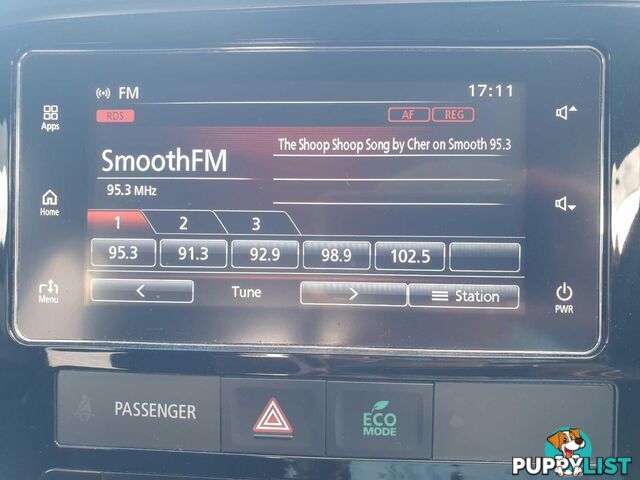 FM
17:11
RDS
AF
REG
The Shoop Shoop Song by Cher on Smooth 95.3
SmoothFM
95.3 MHz
1
2
3
95.3
91.3
92.9
98.9
102.5
<
Tune
>
Station
Apps
Home
Menu
PWR
PASSENGER
ECO
MODE
PUPPYLIST